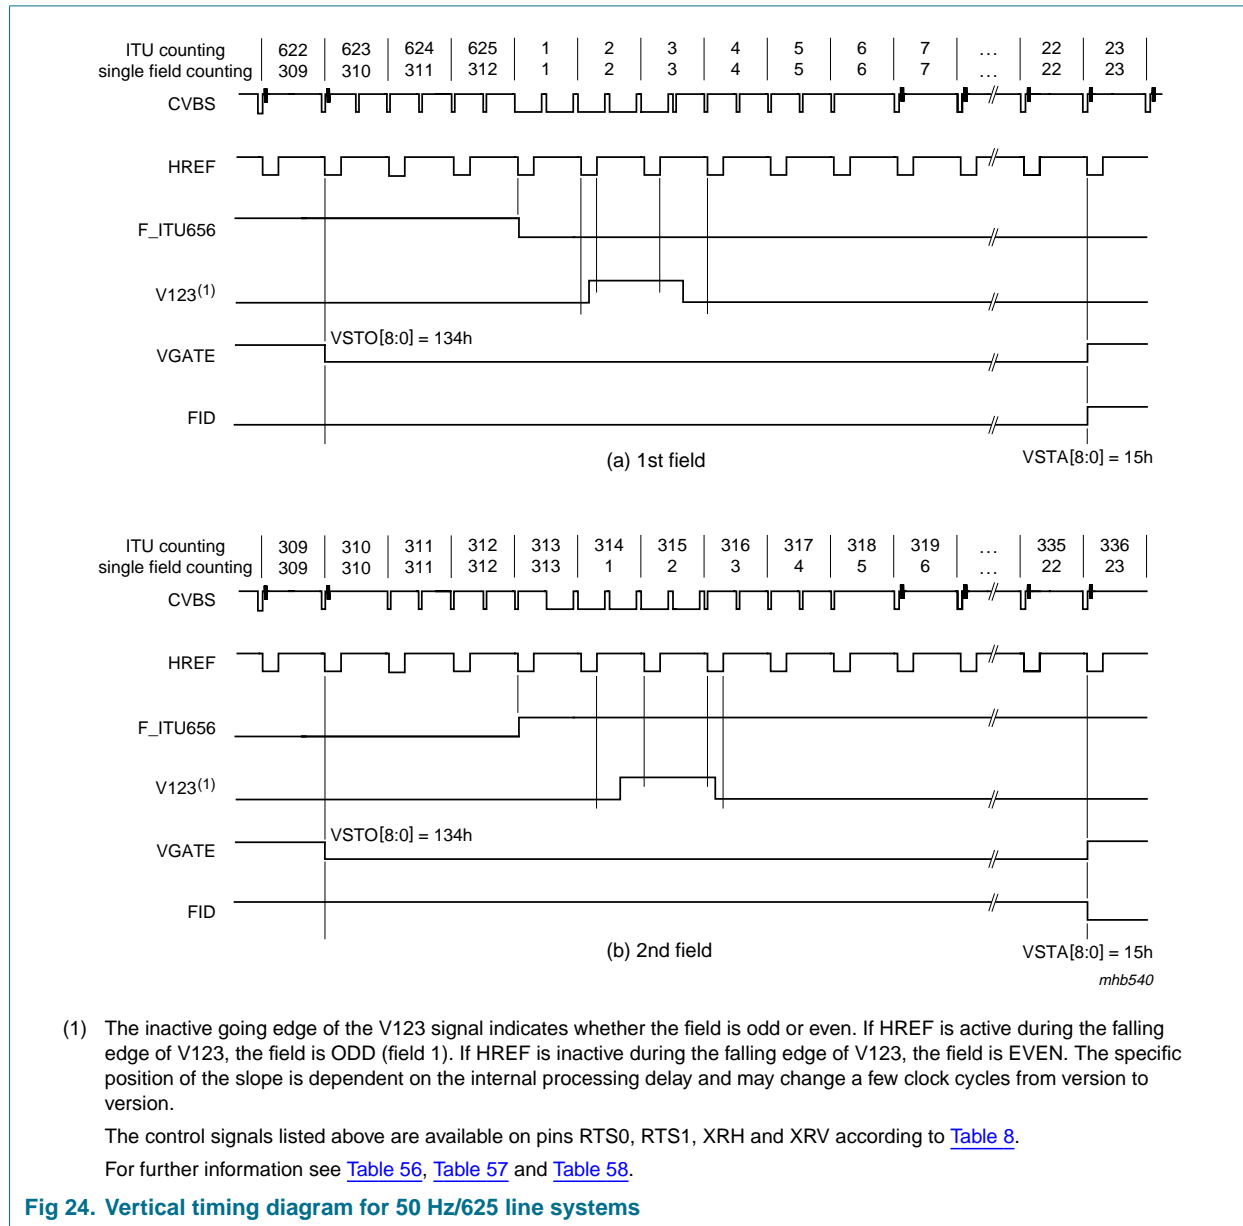 ITU counting 622 623 624 625 1 2 3 4 5 6 7 ... 22 23
single field counting 309 310 311 312 1 2 3 4 5 6 7 ... 22 23
CVBS
HREF
F_ITU656
V123(1)
VSTO[8:0] = 134h
VGATE
FID
(a) 1st field
VSTA[8:0] = 15h
ITU counting 309 310 311 312 313 314 315 316 317 318 319 ... 335 336
single field counting 309 310 311 312 313 1 2 3 4 5 6 ... 22 23
CVBS
HREF
F_ITU656
V123(1)
VSTO[8:0] = 134h
VGATE
FID
(b) 2nd field
VSTA[8:0] = 15h
mhb540
(1) The inactive going edge of the V123 signal indicates whether the field is odd or even. If HREF is active during the falling
edge of V123, the field is ODD (field 1). If HREF is inactive during the falling edge of V123, the field is EVEN. The specific
position of the slope is dependent on the internal processing delay and may change a few clock cycles from version to
version.
The control signals listed above are available on pins RTS0, RTS1, XRH and XRV according to Table 8.
For further information see Table 56, Table 57 and Table 58.
Fig 24. Vertical timing diagram for 50 Hz/625 line systems